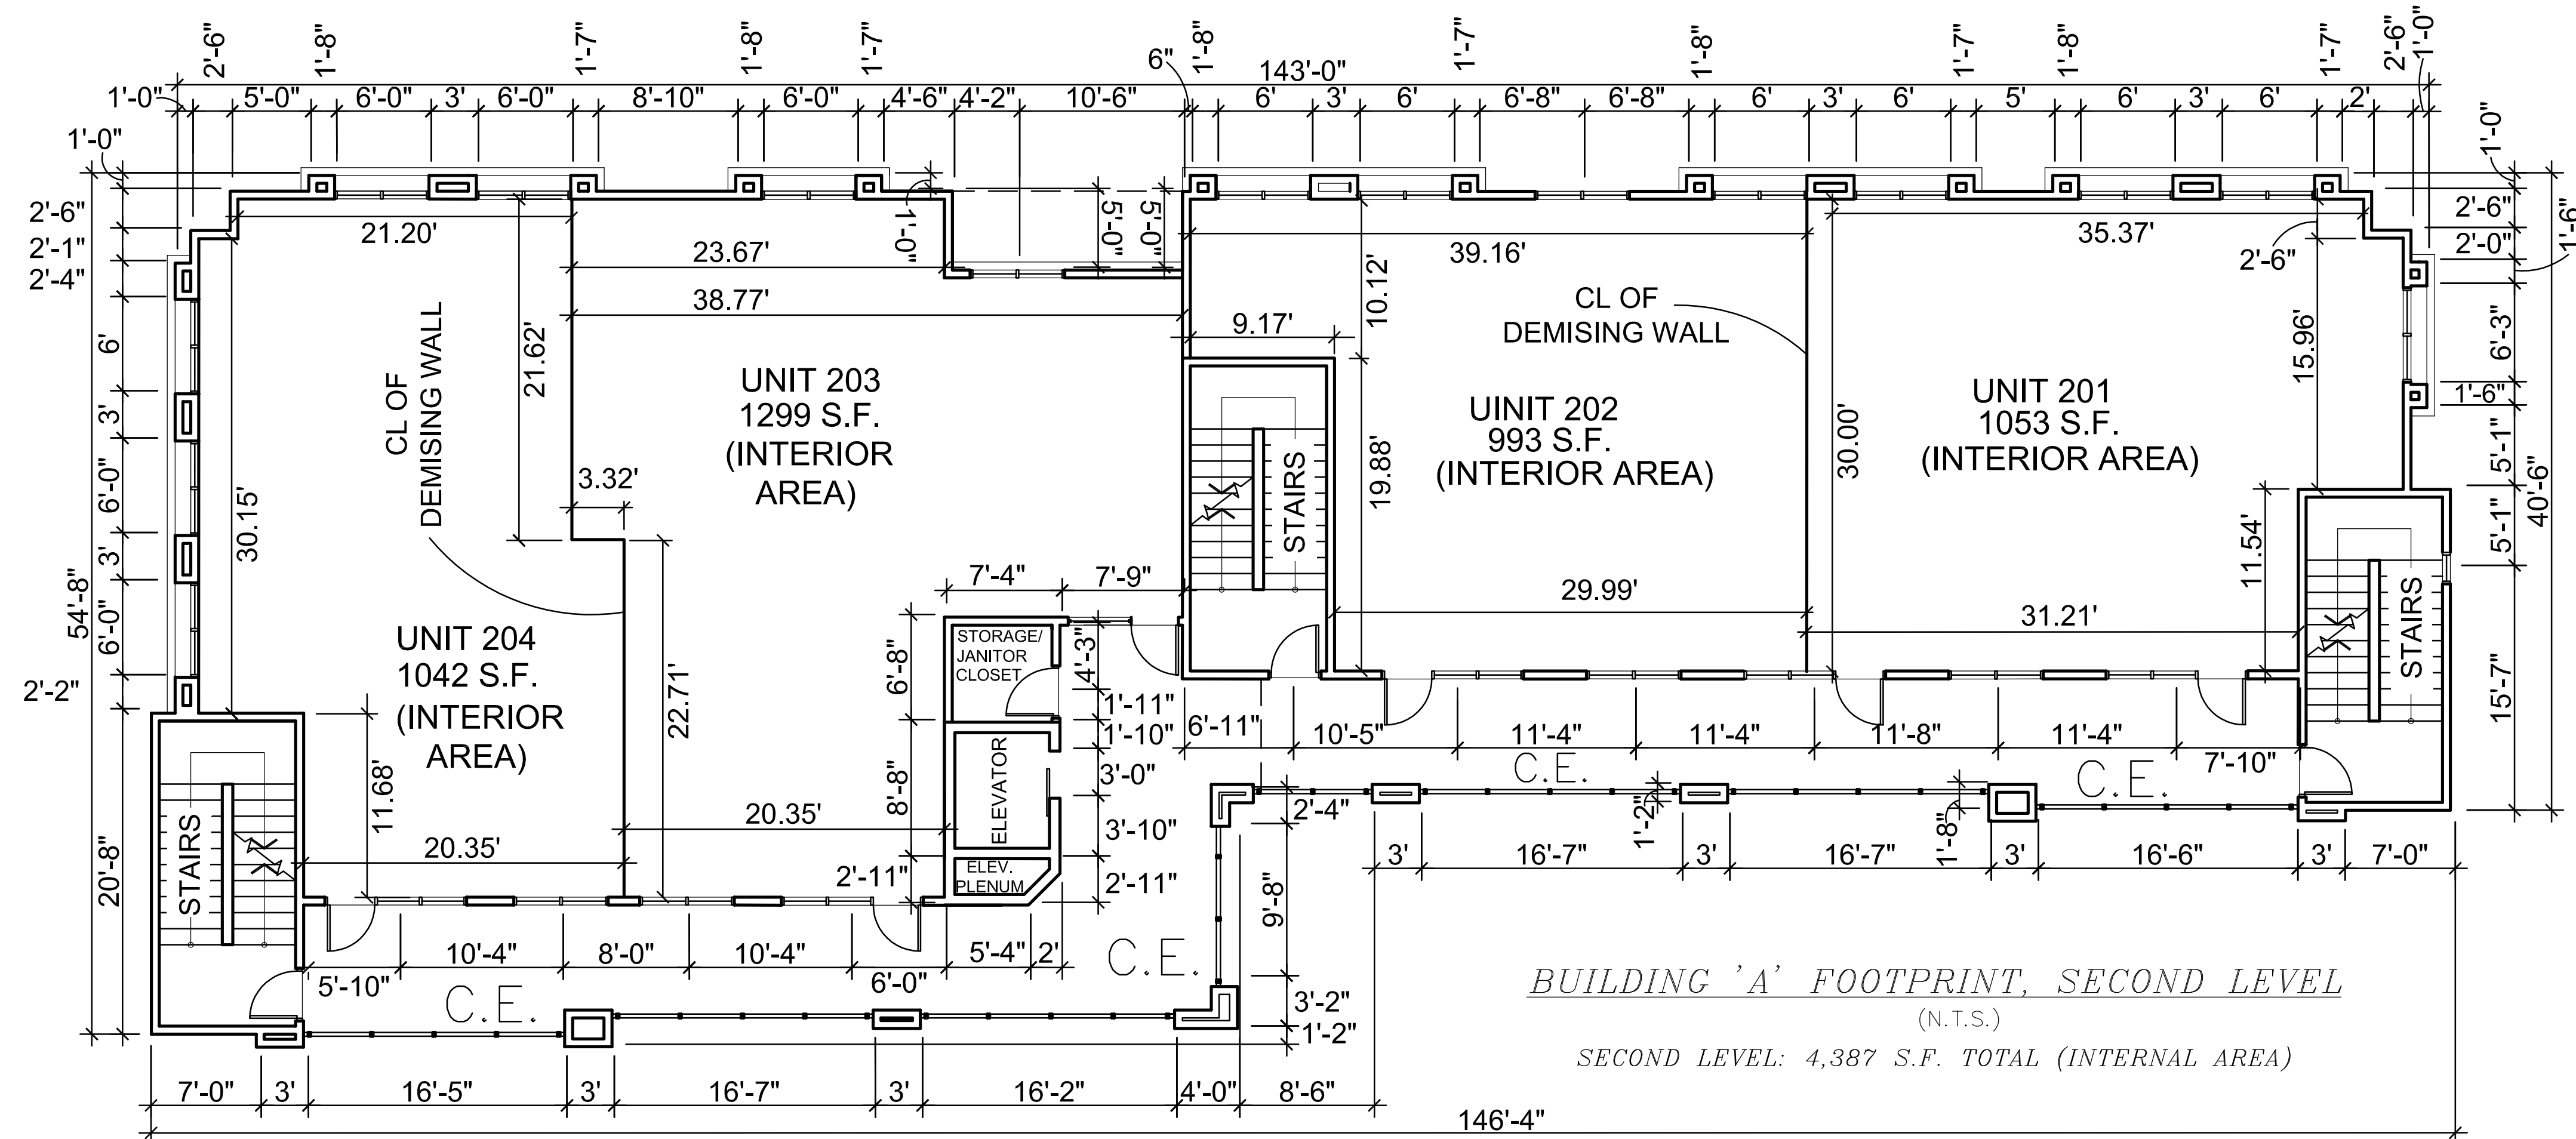 2'-6" 1'-8" 1'-7" 1'-8" 1'-7" 6" 1'-8" 1'-7" 1'-8" 1'-7" 1'-8" 1'-7" 2'-6" 1'-0"
143'-0"
1'-0" 5'-0" 6'-0" 3' 6'-0" 8'-10" 6'-0" 4'-6" 4'-2" 10'-6" 6' 3' 6' 6'-8" 6'-8" 6' 3' 6' 5' 6' 3' 6' 2'
1'-0"
2'-6"
2'-1"
2'-4"
6'
3'
6'-0"
3'
6'-0"
2'-2"
54'-8"
20'-8"
1'-0"
5'-0"
5'-0"
1'-0"
2'-6"
2'-0"
1'-6"
6'-3"
1'-6"
5'-1"
5'-1"
40'-6"
15'-7"
21.20'
23.67'
38.77'
21.62'
30.15'
3.32'
CL OF
DEMISING WALL
UNIT 203
1299 S.F.
(INTERIOR
AREA)
39.16'
10.12'
9.17'
19.88'
CL OF
DEMISING WALL
UINIT 202
993 S.F.
(INTERIOR AREA)
29.99'
35.37'
2'-6"
15.96'
30.00'
UNIT 201
1053 S.F.
(INTERIOR AREA)
11.54'
31.21'
STAIRS
STAIRS
UNIT 204
1042 S.F.
(INTERIOR
AREA)
11.68'
20.35'
22.71'
20.35'
7'-4" 7'-9"
STORAGE/
JANITOR
CLOSET
6'-8"
8'-8"
2'-11"
ELEVATOR
ELEV.
PLENUM
4'-3"
1'-11"
1'-10"
3'-0"
3'-10"
2'-11"
STAIRS
6'-11" 10'-5" 11'-4" 11'-4" 11'-8" 11'-4" 7'-10"
C.E.
C.E.
2'-4"
1'-2"
1'-8"
3' 16'-7" 3' 16'-7" 3' 16'-6" 3' 7'-0"
9'-8"
3'-2"
1'-2"
5'-10" 10'-4" 8'-0" 10'-4" 6'-0" 5'-4" 2'
C.E.
C.E.
BUILDING 'A' FOOTPRINT, SECOND LEVEL
(N.T.S.)
SECOND LEVEL: 4,387 S.F. TOTAL (INTERNAL AREA)
7'-0" 3' 16'-5" 3' 16'-7" 3' 16'-2" 4'-0" 8'-6"
146'-4"